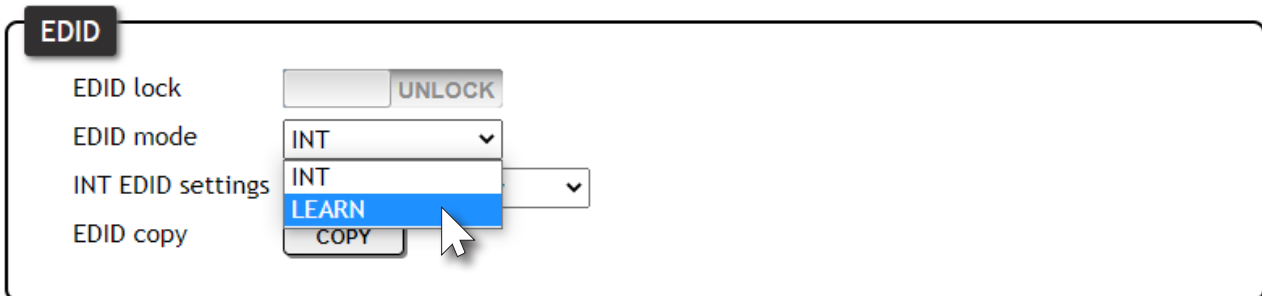 EDID
EDID lock UNLOCK
EDID mode INT
INT
INT EDID settings
LEARN
EDID copy COPY